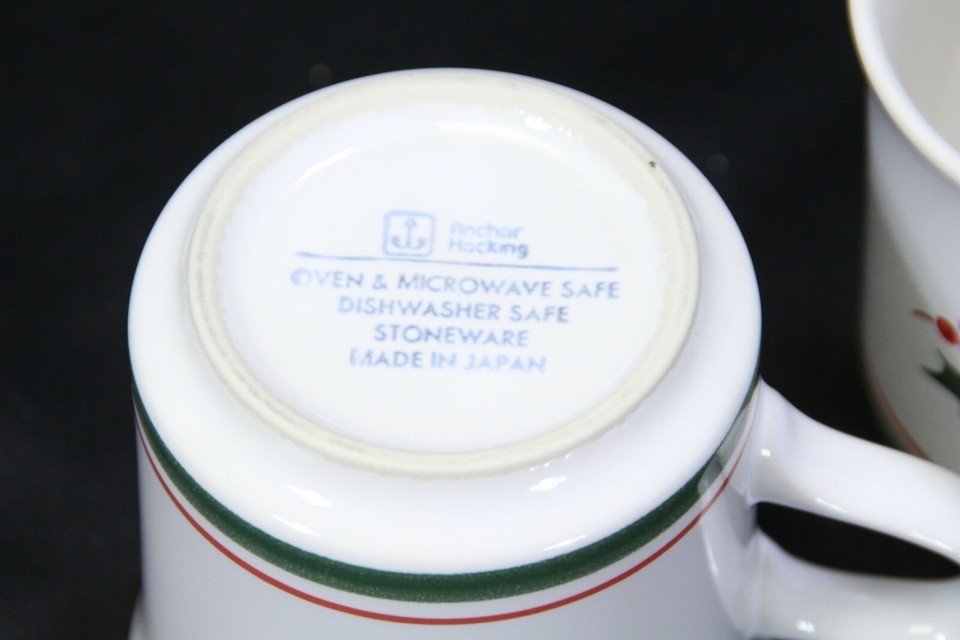 Anchor
Hocking
OVEN & MICROWAVE SAFE
DISHWASHER SAFE
STONEWARE
MADE IN JAPAN